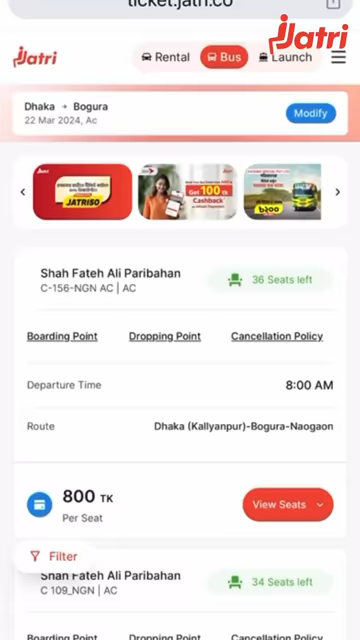 ticket.jatri.co
Jatri
Jatri
Rental
Bus
Launch
Dhaka → Bogura
22 Mar 2024, Ac
Modify
JATRI50
Get 100 tk
Cashback
৳২০০
Shah Fateh Ali Paribahan
C-156-NGN AC | AC
36 Seats left
Boarding Point
Dropping Point
Cancellation Policy
Departure Time
8:00 AM
Route
Dhaka (Kallyanpur)-Bogura-Naogaon
800 TK
Per Seat
View Seats
Filter
Shah Fateh Ali Paribahan
C 109_NGN | AC
34 Seats left
Boarding Point
Dropping Point
Cancellation Policy